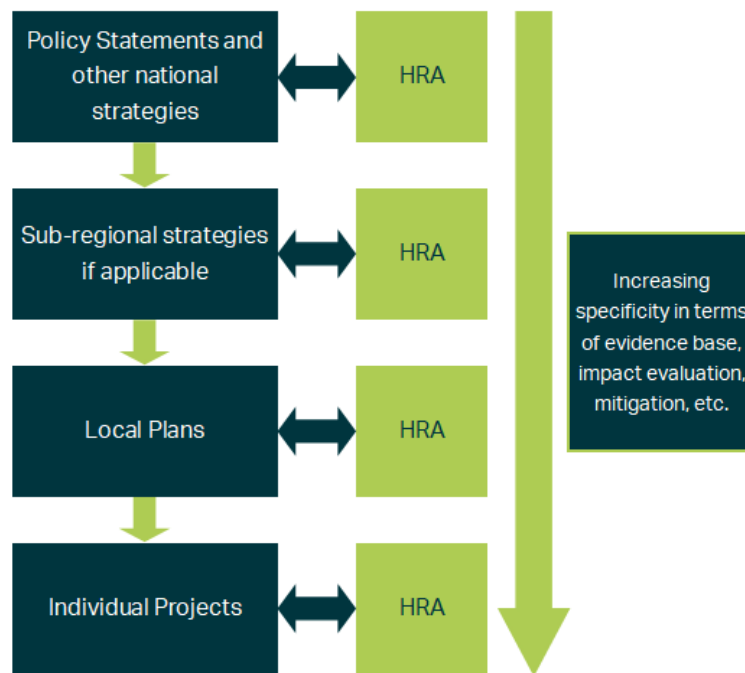 Policy Statements and
other national
strategies
HRA
Sub-regional strategies
if applicable
HRA
Local Plans
HRA
Individual Projects
HRA
Increasing
specificity in terms
of evidence base,
impact evaluation,
mitigation, etc.